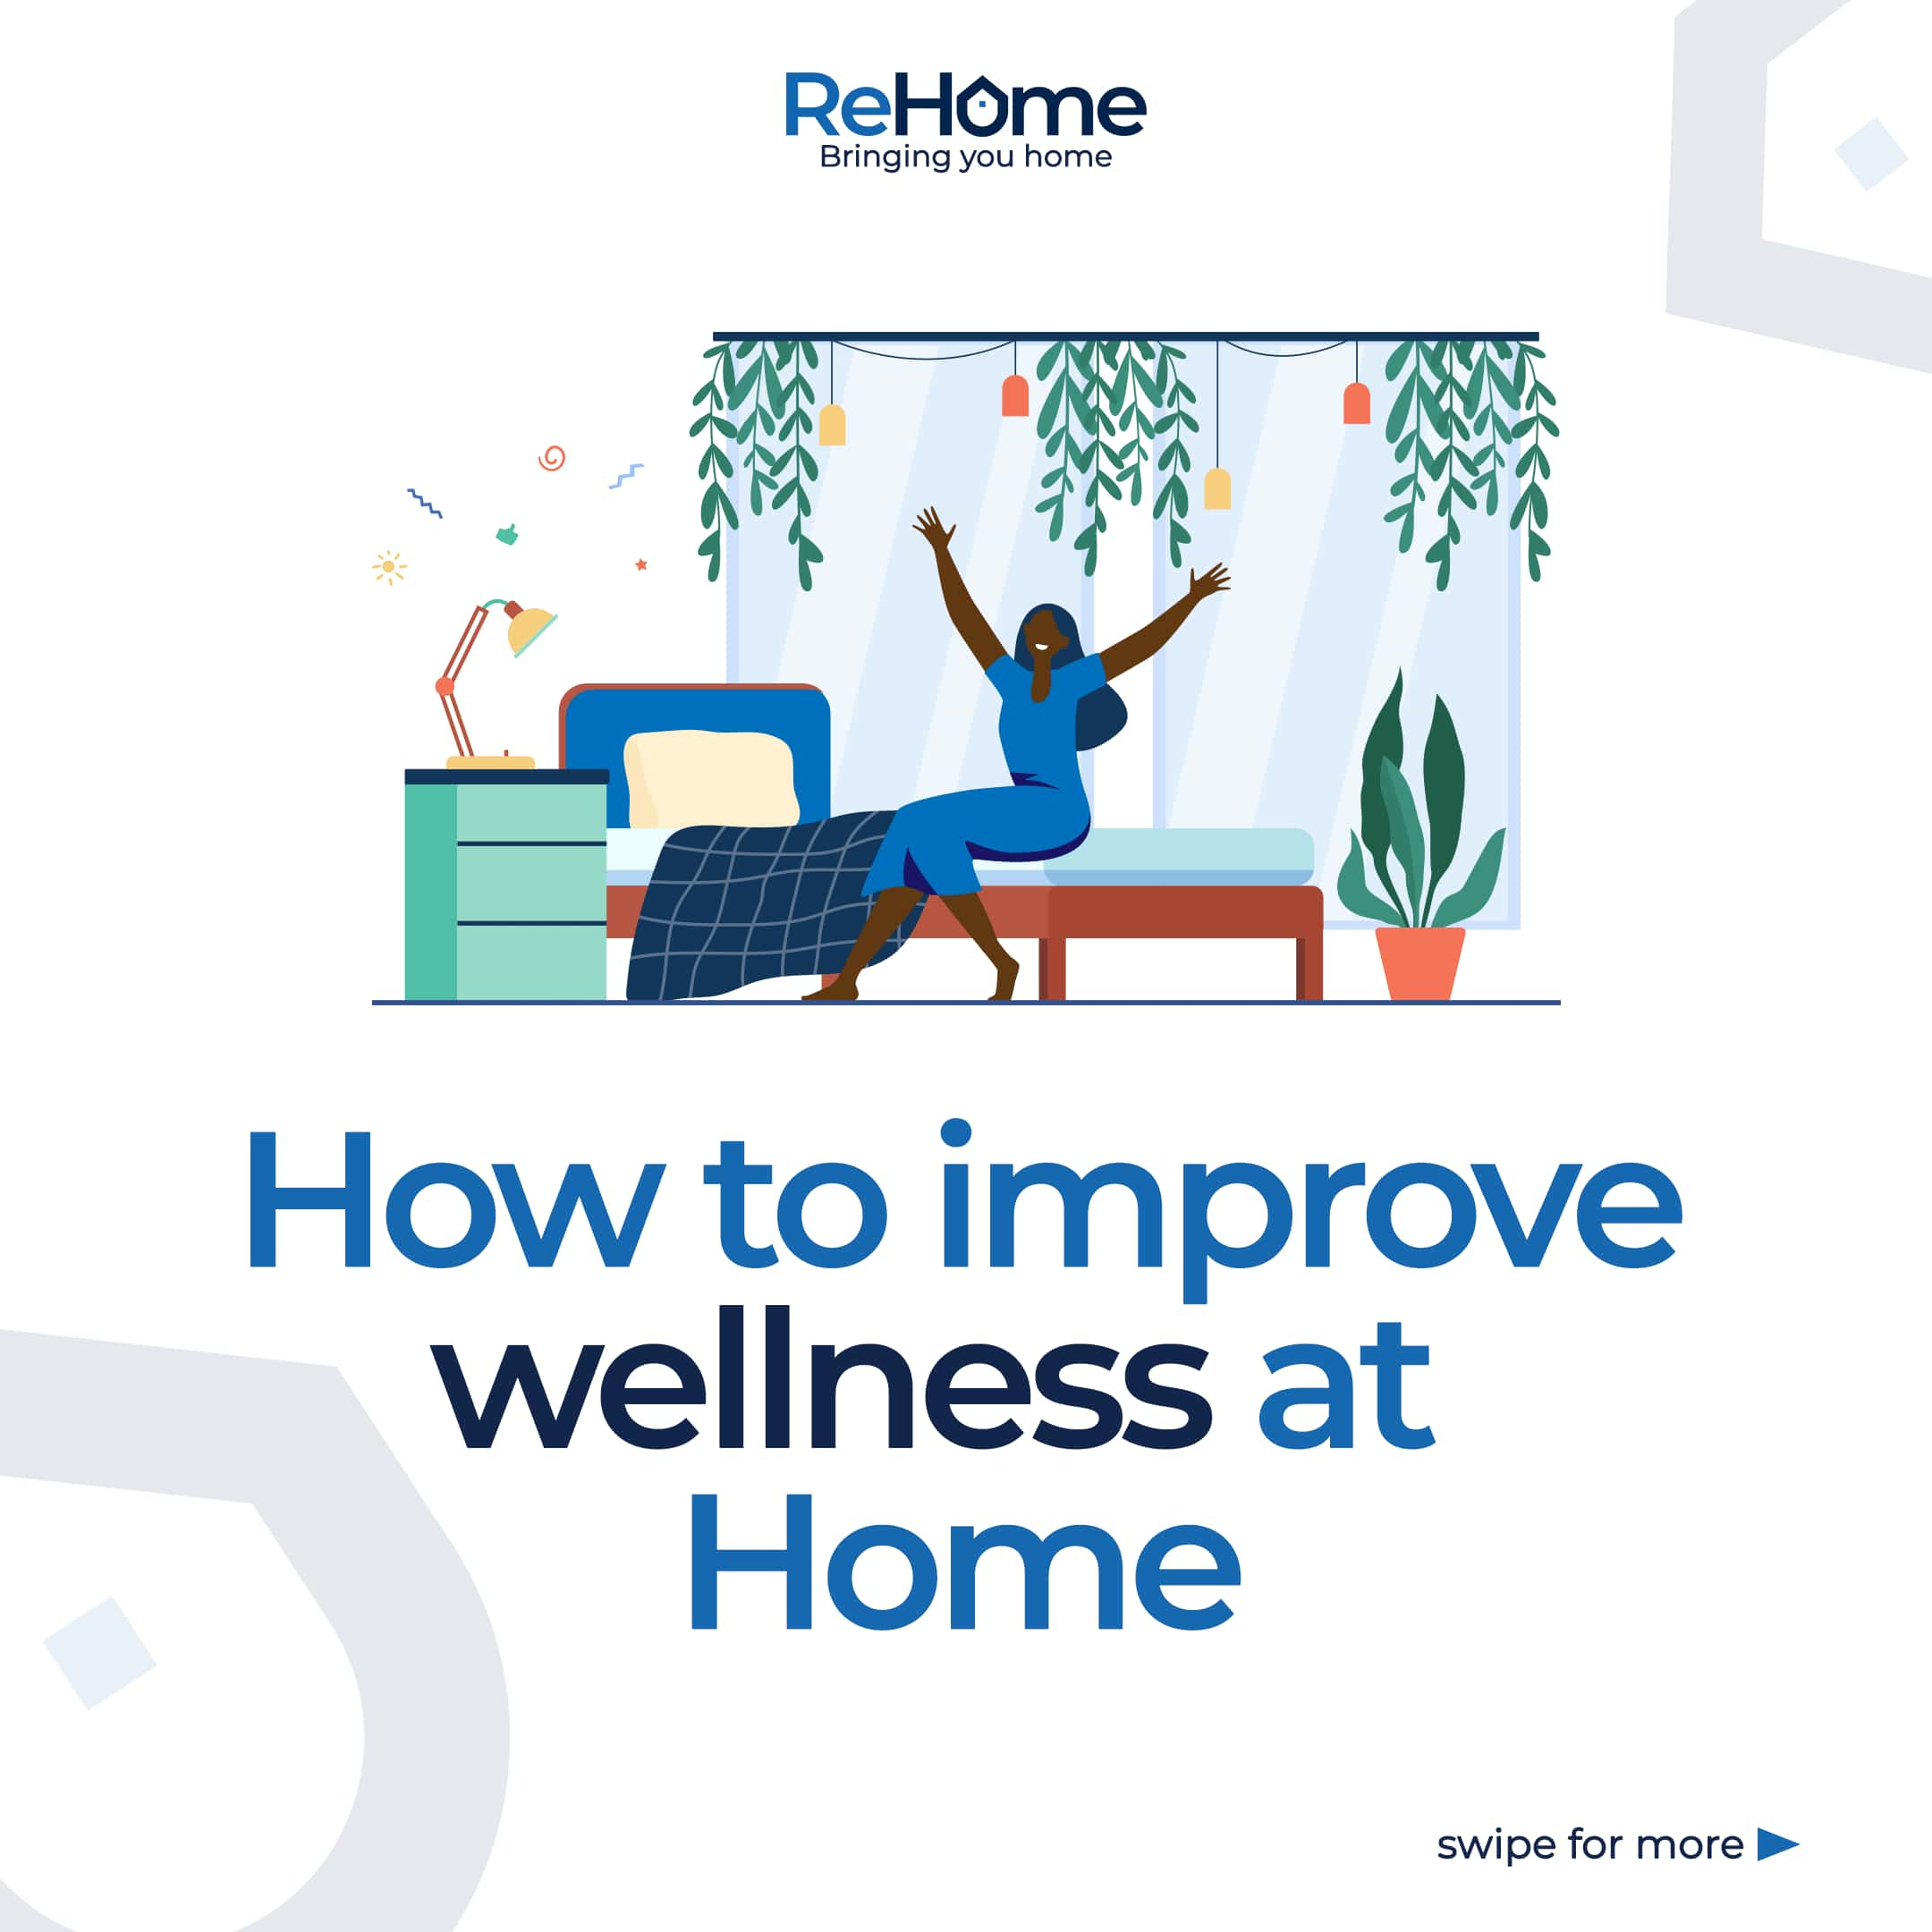 ReHome
Bringing you home
How to improve
wellness at
Home
swipe for more